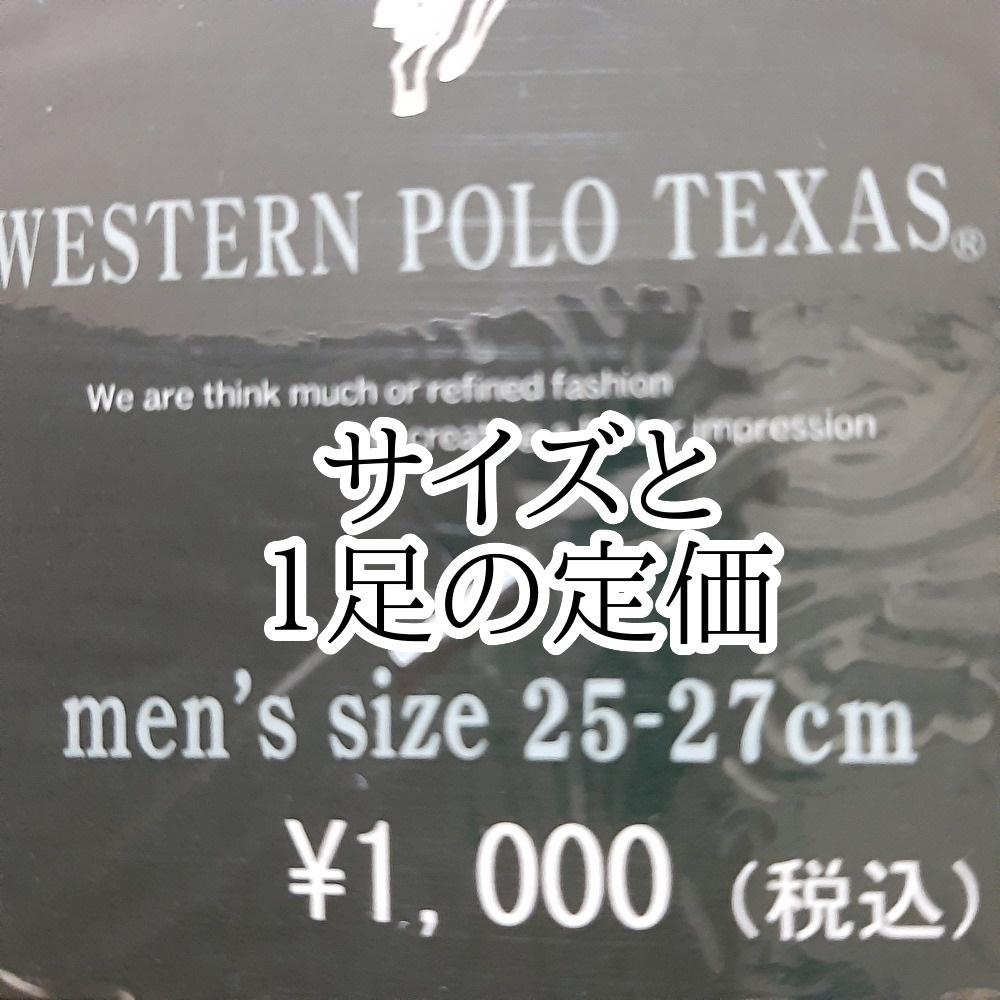 WESTERN POLO TEXAS®
We are think much or refined fashion
impression
サイズと
1足の定価
men's size 25-27cm
¥1,000（税込）